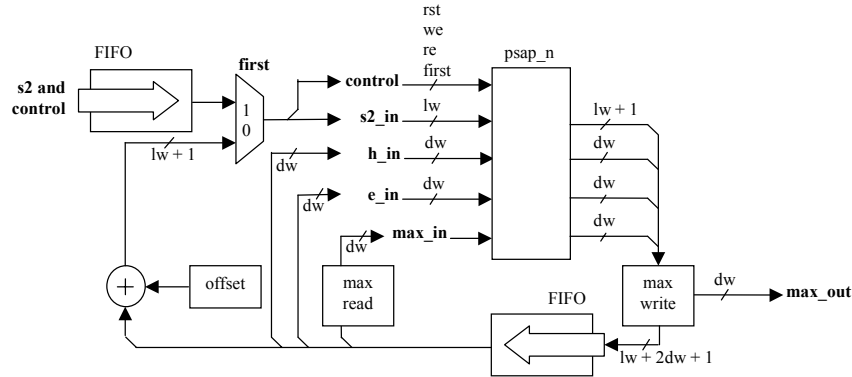 rst
we
re
first
FIFO
first
psap_n
s2 and
control
control
1
0
lw + 1
s2_in
lw
lw + 1
dw
h_in
dw
dw
dw
e_in
dw
dw
dw
max_in
dw
offset
max
read
max
write
dw
max_out
FIFO
lw + 2dw + 1
+